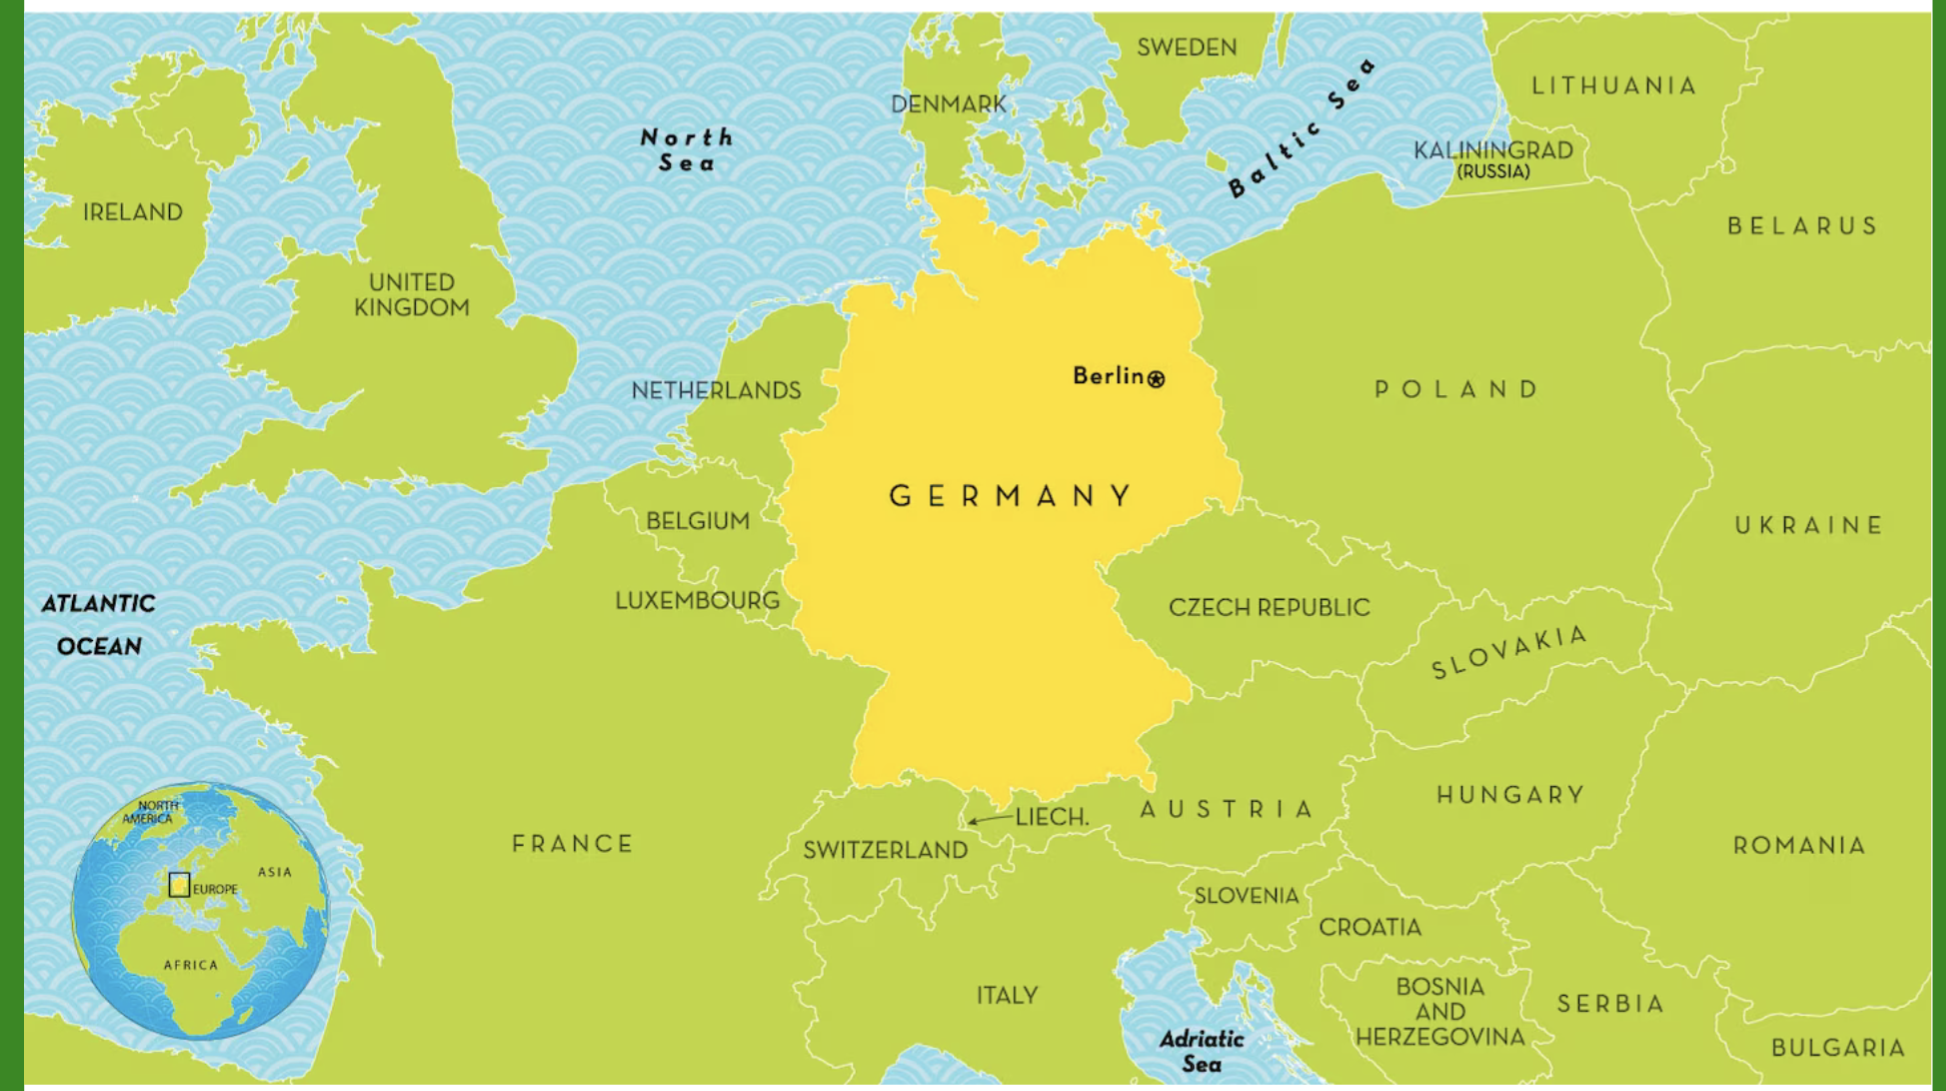 SWEDEN
LITHUANIA
DENMARK
North
Sea
Baltic Sea
KALININGRAD
(RUSSIA)
IRELAND
BELARUS
UNITED
KINGDOM
Berlin
NETHERLANDS
POLAND
GERMANY
BELGIUM
UKRAINE
ATLANTIC
OCEAN
LUXEMBOURG
CZECH REPUBLIC
SLOVAKIA
HUNGARY
LIECH.
AUSTRIA
FRANCE
SWITZERLAND
ROMANIA
NORTH
AMERICA
ASIA
EUROPE
AFRICA
SLOVENIA
CROATIA
ITALY
BOSNIA
AND
HERZEGOVINA
SERBIA
Adriatic
Sea
BULGARIA